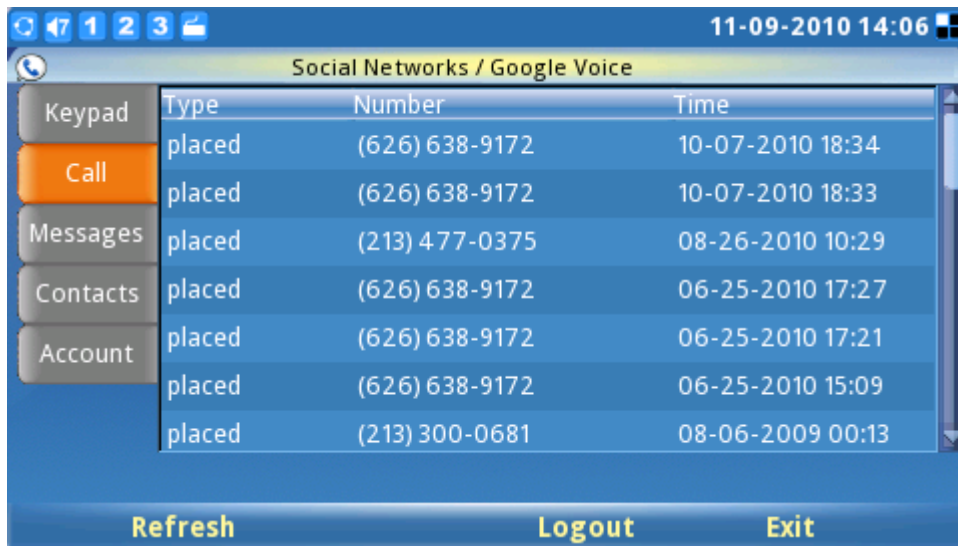 47 1 2 3 11-09-2010 14:06
Social Networks / Google Voice
Keypad
Call
Messages
Contacts
Account
Type Number Time
placed (626) 638-9172 10-07-2010 18:34
placed (626) 638-9172 10-07-2010 18:33
placed (213) 477-0375 08-26-2010 10:29
placed (626) 638-9172 06-25-2010 17:27
placed (626) 638-9172 06-25-2010 17:21
placed (626) 638-9172 06-25-2010 15:09
placed (213) 300-0681 08-06-2009 00:13
Refresh Logout Exit